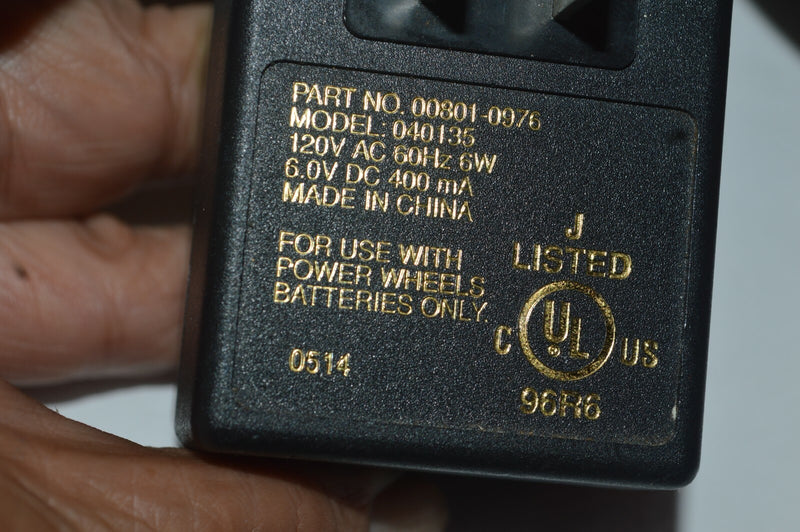 PART NO. 00801-0976
MODEL: 040135
120V AC 60Hz 6W
6.0V DC 400 mA
MADE IN CHINA
FOR USE WITH
POWER WHEELS
BATTERIES ONLY.
0514
J
LISTED
C UL US
96R6